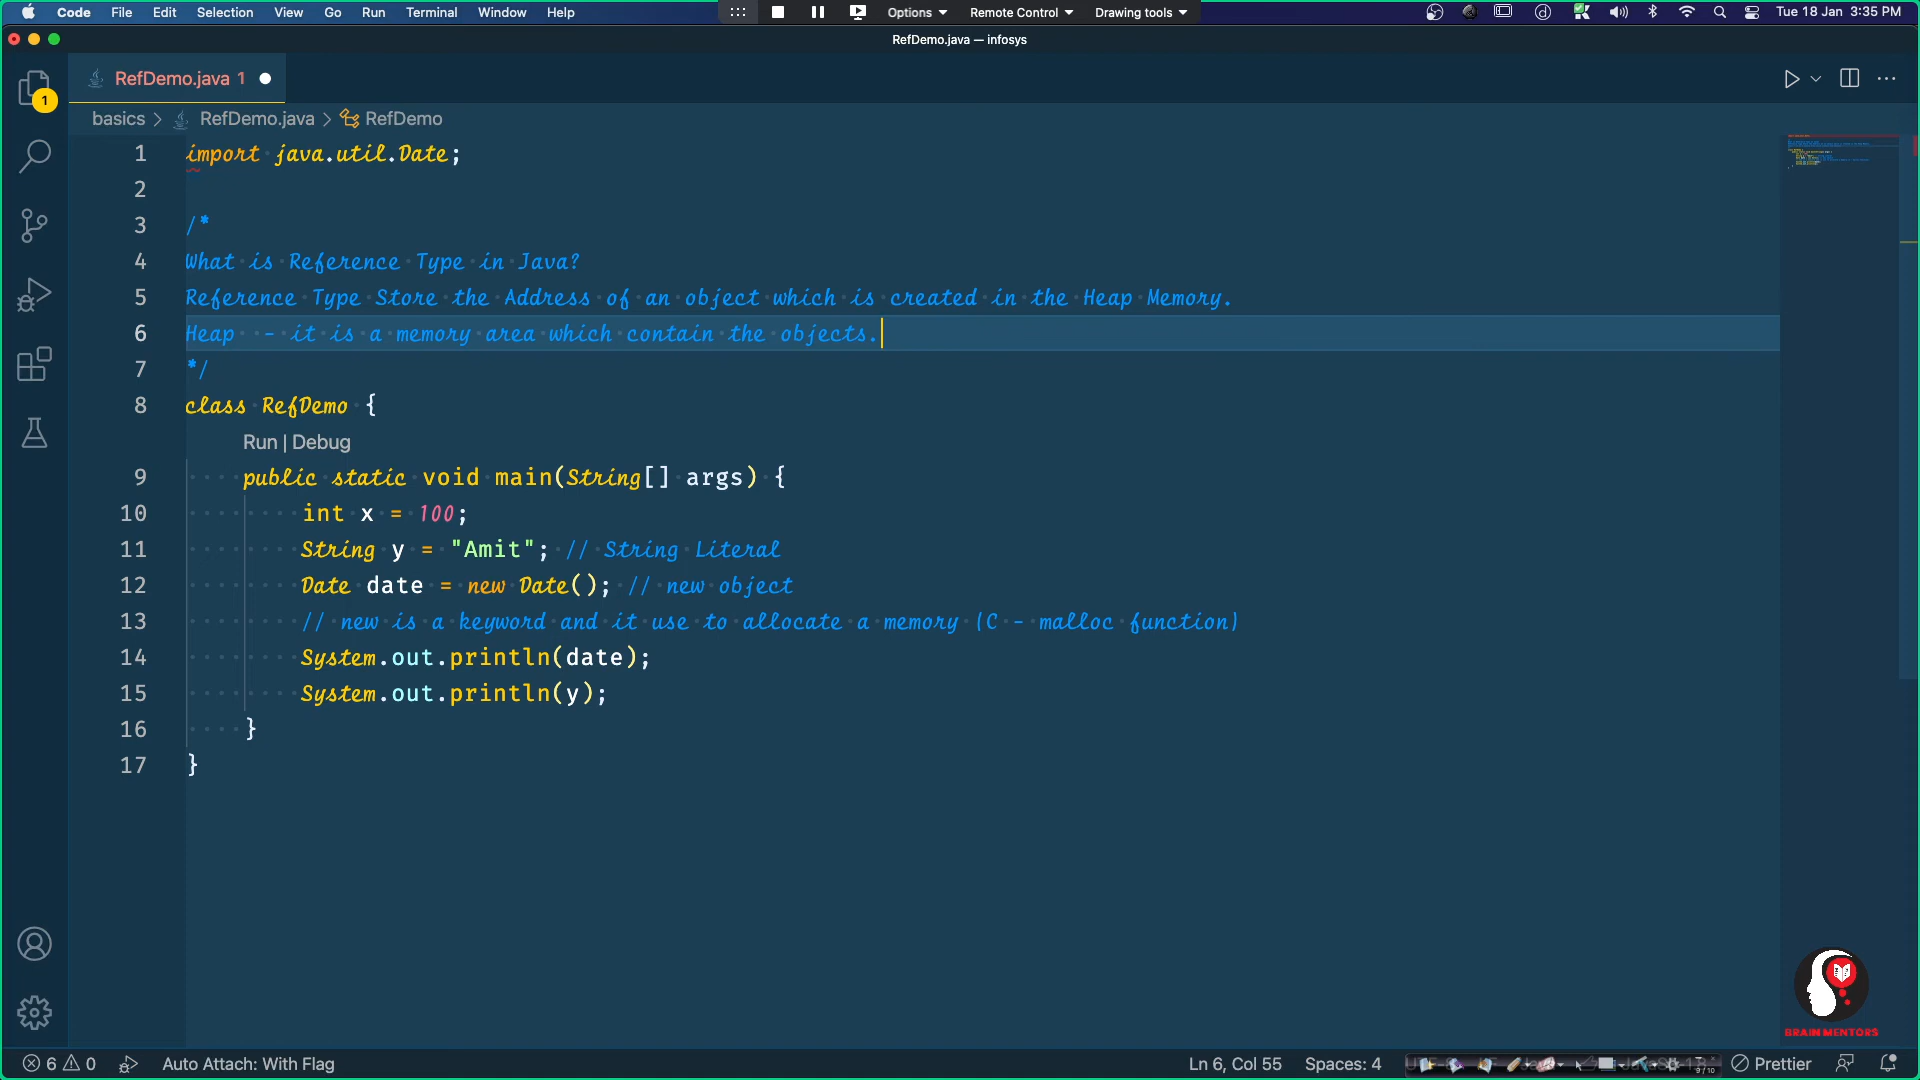 Code File Edit Selection View Go Run Terminal Window Help Options Remote Control Drawing tools Tue 18 Jan 3:35 PM
RefDemo.java — infosys
RefDemo.java 1
1
basics > RefDemo.java > RefDemo
1 import java.util.Date;
2
3 /*
4 What is Reference Type in Java?
5 Reference Type Store the Address of an object which is created in the Heap Memory.
6 Heap - it is a memory area which contain the objects.
7 */
8 class RefDemo {
Run | Debug
9 public static void main(String[] args) {
10 int x = 100;
11 String y = "Amit"; // String Literal
12 Date date = new Date(); // new object
13 // new is a keyword and it use to allocate a memory (C - malloc function)
14 System.out.println(date);
15 System.out.println(y);
16 }
17 }
BRAIN MENTORS
6 0 Auto Attach: With Flag Ln 6, Col 55 Spaces: 4 9/10 Prettier